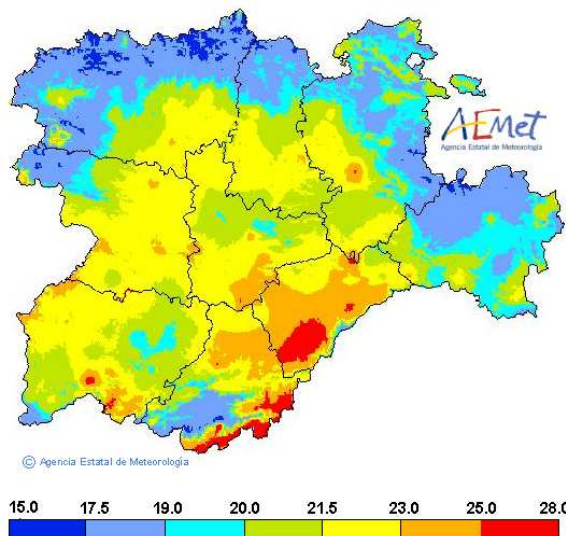 AEMet
Agencia Estatal de Meteorología
© Agencia Estatal de Meteorología
15.0 17.5 19.0 20.0 21.5 23.0 25.0 28.0